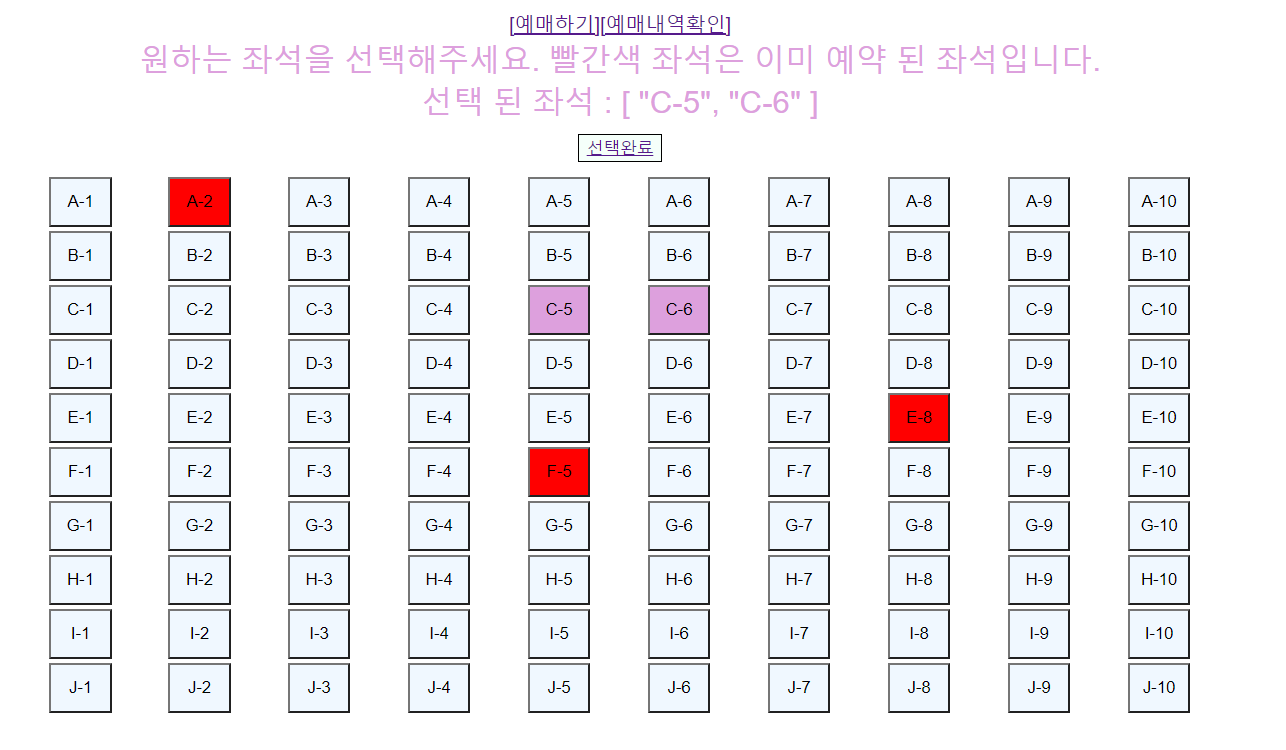 [예매하기][예매내역확인]
원하는 좌석을 선택해주세요. 빨간색 좌석은 이미 예약 된 좌석입니다.
선택 된 좌석 : [ "C-5", "C-6" ]
선택완료
A-1 A-2 A-3 A-4 A-5 A-6 A-7 A-8 A-9 A-10
B-1 B-2 B-3 B-4 B-5 B-6 B-7 B-8 B-9 B-10
C-1 C-2 C-3 C-4 C-5 C-6 C-7 C-8 C-9 C-10
D-1 D-2 D-3 D-4 D-5 D-6 D-7 D-8 D-9 D-10
E-1 E-2 E-3 E-4 E-5 E-6 E-7 E-8 E-9 E-10
F-1 F-2 F-3 F-4 F-5 F-6 F-7 F-8 F-9 F-10
G-1 G-2 G-3 G-4 G-5 G-6 G-7 G-8 G-9 G-10
H-1 H-2 H-3 H-4 H-5 H-6 H-7 H-8 H-9 H-10
I-1 I-2 I-3 I-4 I-5 I-6 I-7 I-8 I-9 I-10
J-1 J-2 J-3 J-4 J-5 J-6 J-7 J-8 J-9 J-10